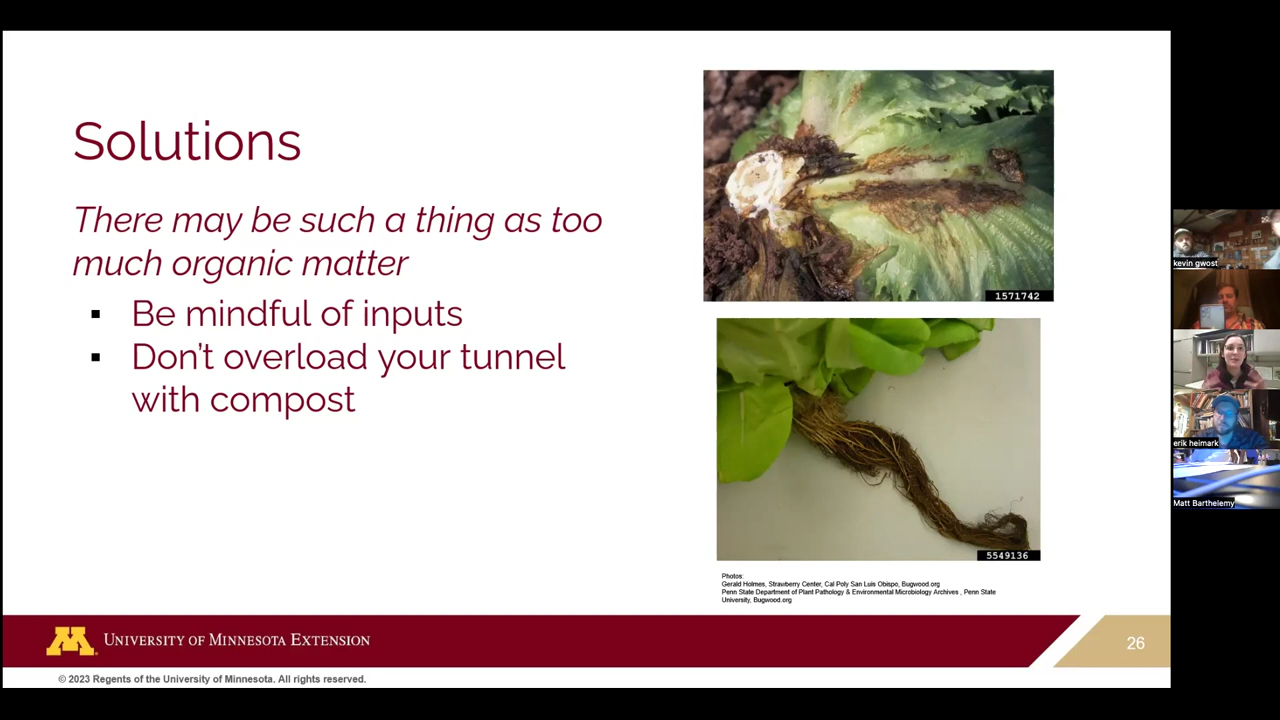 Solutions
There may be such a thing as too
much organic matter
▪ Be mindful of inputs
▪ Don't overload your tunnel
with compost
1571742
5549136
Photos:
Gerald Holmes, Strawberry Center, Cal Poly San Luis Obispo, Bugwood.org
Penn State Department of Plant Pathology & Environmental Microbiology Archives , Penn State
University, Bugwood.org
M UNIVERSITY OF MINNESOTA EXTENSION
26
© 2023 Regents of the University of Minnesota. All rights reserved.
kevin gwost
erik heimark
Matt Barthelemy